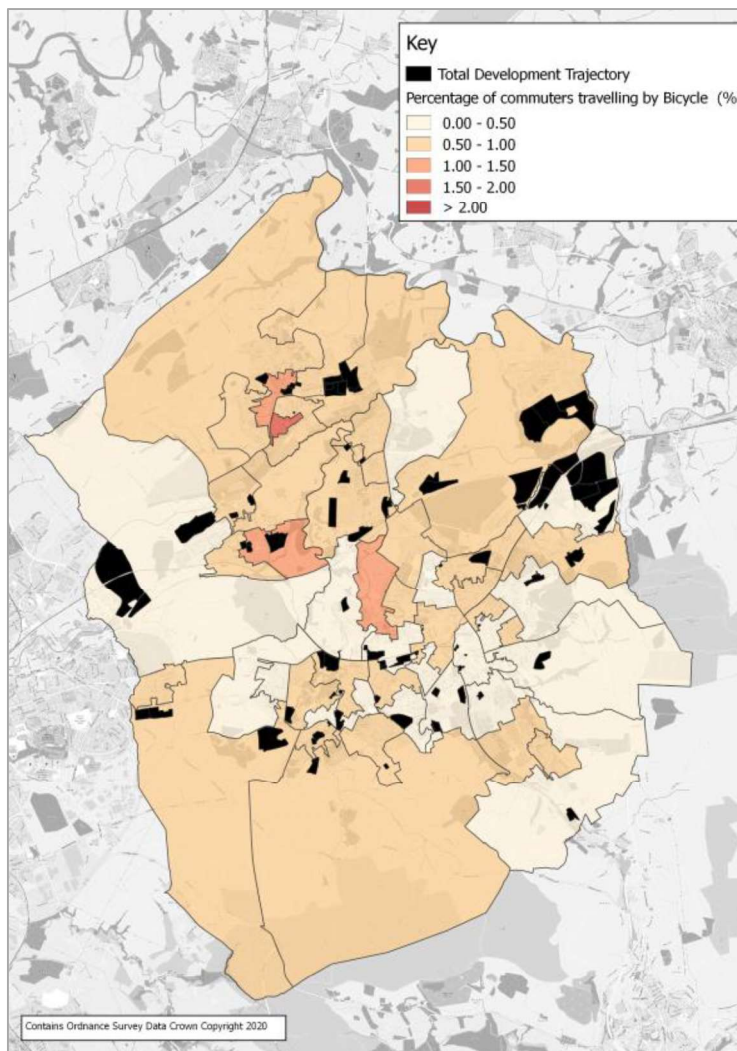 Key
Total Development Trajectory
Percentage of commuters travelling by Bicycle (%
0.00 - 0.50
0.50 - 1.00
1.00 - 1.50
1.50 - 2.00
> 2.00
Contains Ordnance Survey Data Crown Copyright 2020